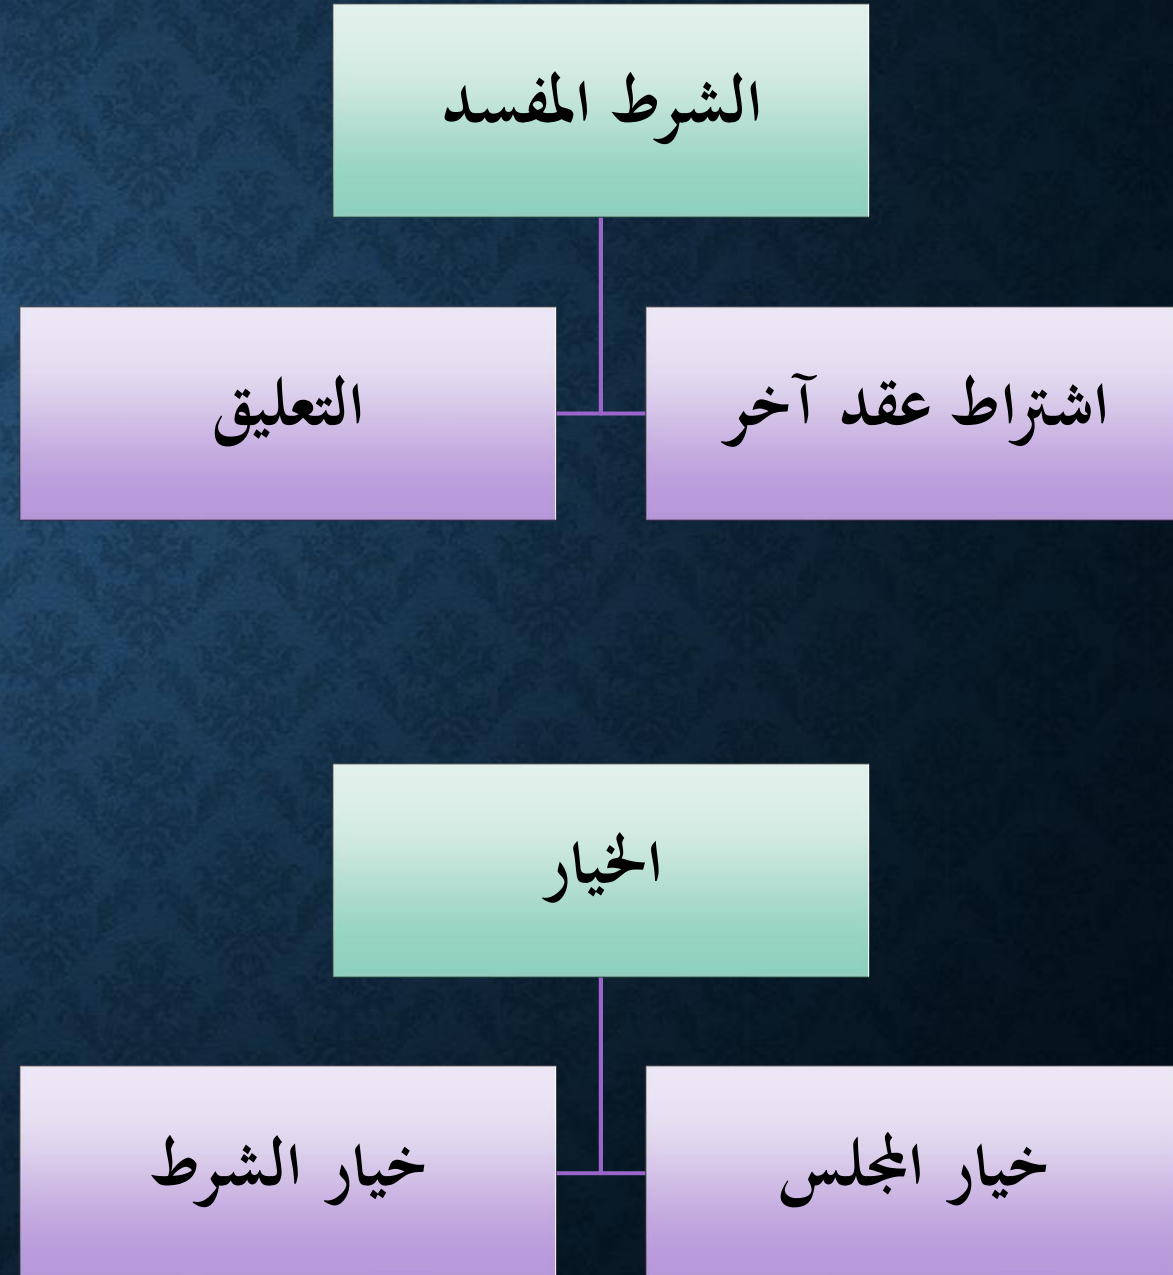 الشرط المفسد
اشتراط عقد آخر
التعليق
الخيار
خيار المجلس
خيار الشرط